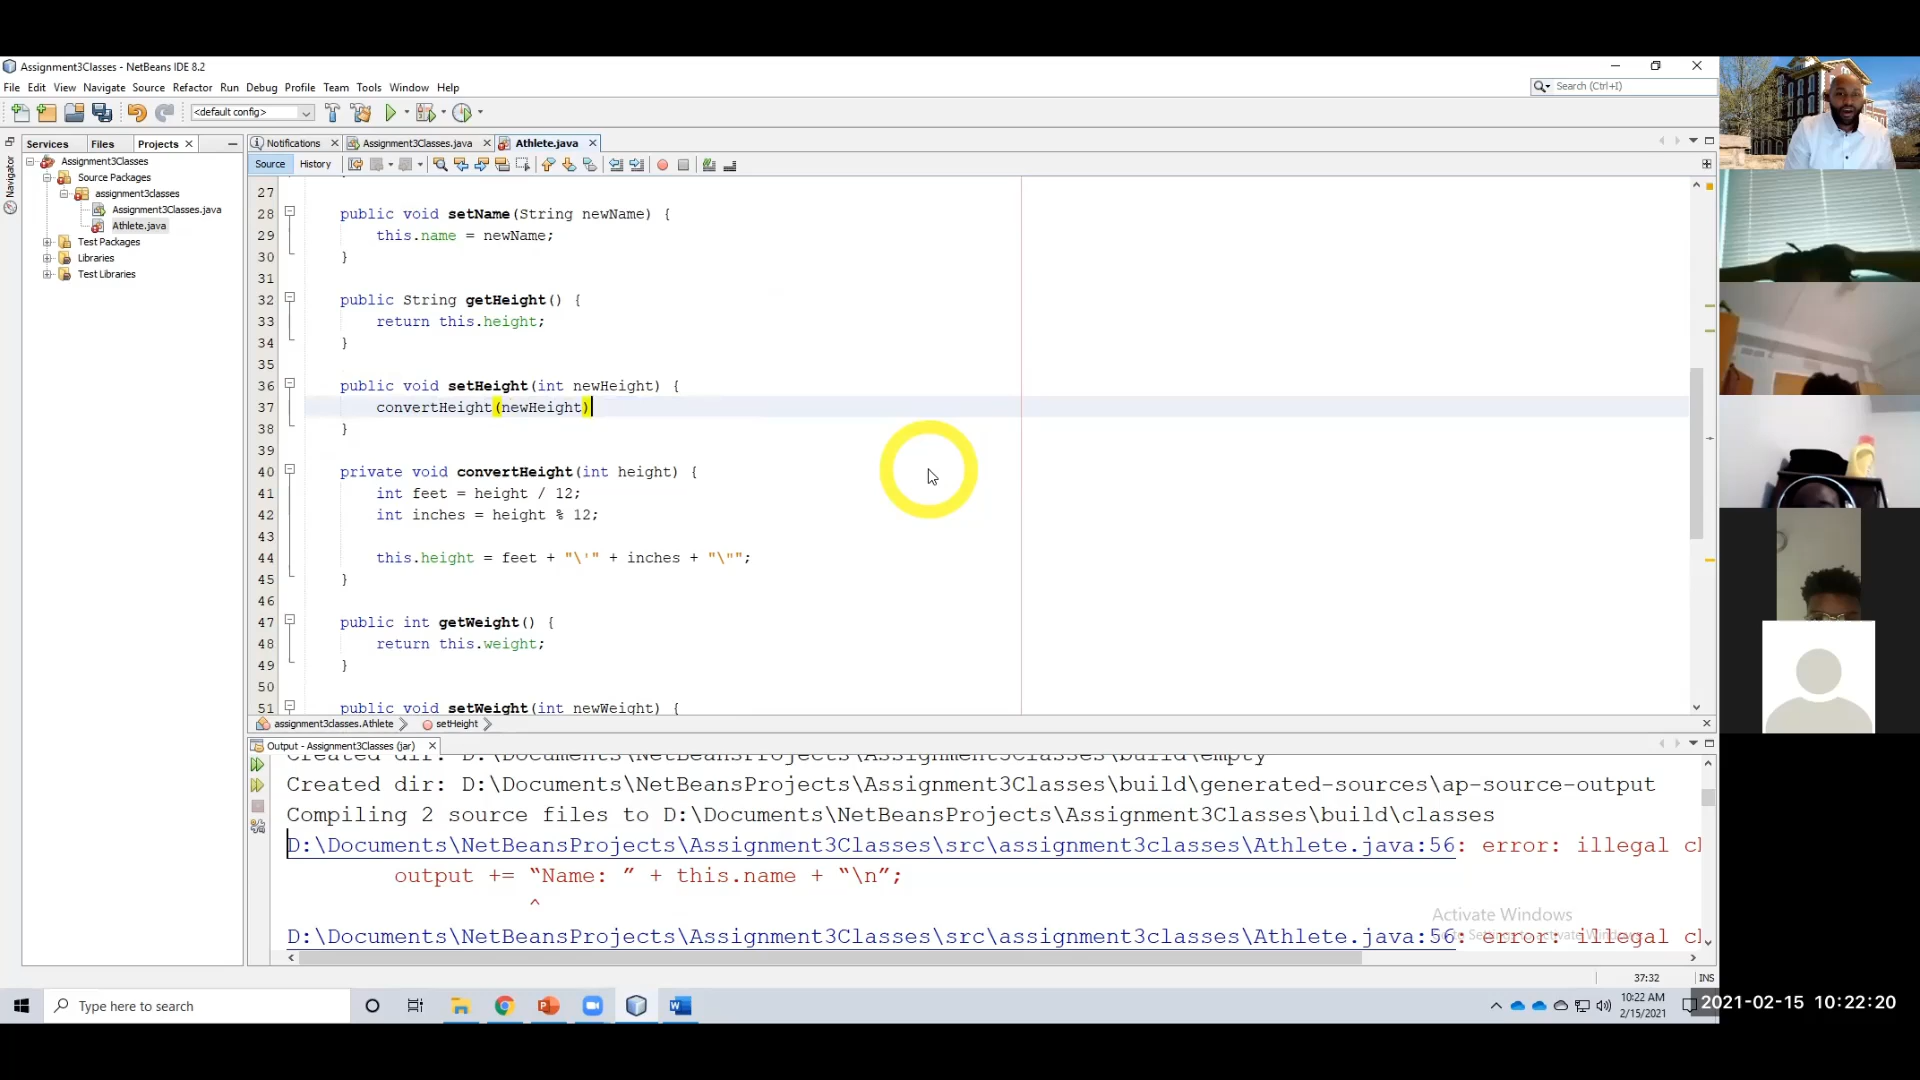 Assignment3Classes - NetBeans IDE 8.2
File Edit View Navigate Source Refactor Run Debug Profile Team Tools Window Help
Search (Ctrl+I)
<default config>
Services Files Projects
Notifications Assignment3Classes.java Athlete.java
Navigator
Source History
Assignment3Classes
Source Packages
assignment3classes
Assignment3Classes.java
Athlete.java
Test Packages
Libraries
Test Libraries
27
28 public void setName(String newName) {
29 this.name = newName;
30 }
31
32 public String getHeight() {
33 return this.height;
34 }
35
36 public void setHeight(int newHeight) {
37 convertHeight(newHeight)
38 }
39
40 private void convertHeight(int height) {
41 int feet = height / 12;
42 int inches = height % 12;
43
44 this.height = feet + "\'" + inches + "\"";
45 }
46
47 public int getWeight() {
48 return this.weight;
49 }
50
51 public void setWeight(int newWeight) {
assignment3classes.Athlete setHeight
Output - Assignment3Classes (jar)
Created dir: D:\Documents\NetBeansProjects\Assignment3Classes\build\empty
Created dir: D:\Documents\NetBeansProjects\Assignment3Classes\build\generated-sources\ap-source-output
Compiling 2 source files to D:\Documents\NetBeansProjects\Assignment3Classes\build\classes
D:\Documents\NetBeansProjects\Assignment3Classes\src\assignment3classes\Athlete.java:56: error: illegal
output += “Name: ” + this.name + “\n”;
^
Activate Windows
D:\Documents\NetBeansProjects\Assignment3Classes\src\assignment3classes\Athlete.java:56: error: illegal
37:32 INS
Type here to search
10:22 AM
2/15/2021
2021-02-15 10:22:20